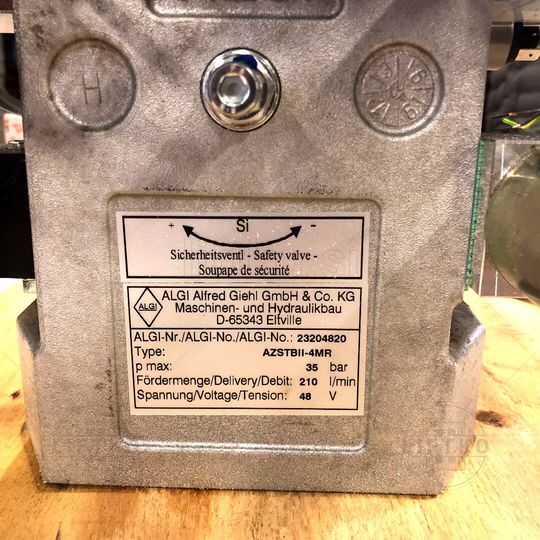 H
+ Si -
Sicherheitsventl - Safety valve -
Soupape de sécurité
ALGI
ALGI Alfred Giehl GmbH & Co. KG
Maschinen- und Hydraulikbau
D-65343 Eltville
ALGI-Nr./ALGI-No./ALGI-No.: 23204820
Type: AZSTBII-4MR
p max: 35 bar
Fördermenge/Delivery/Debit: 210 l/min
Spannung/Voltage/Tension: 48 V